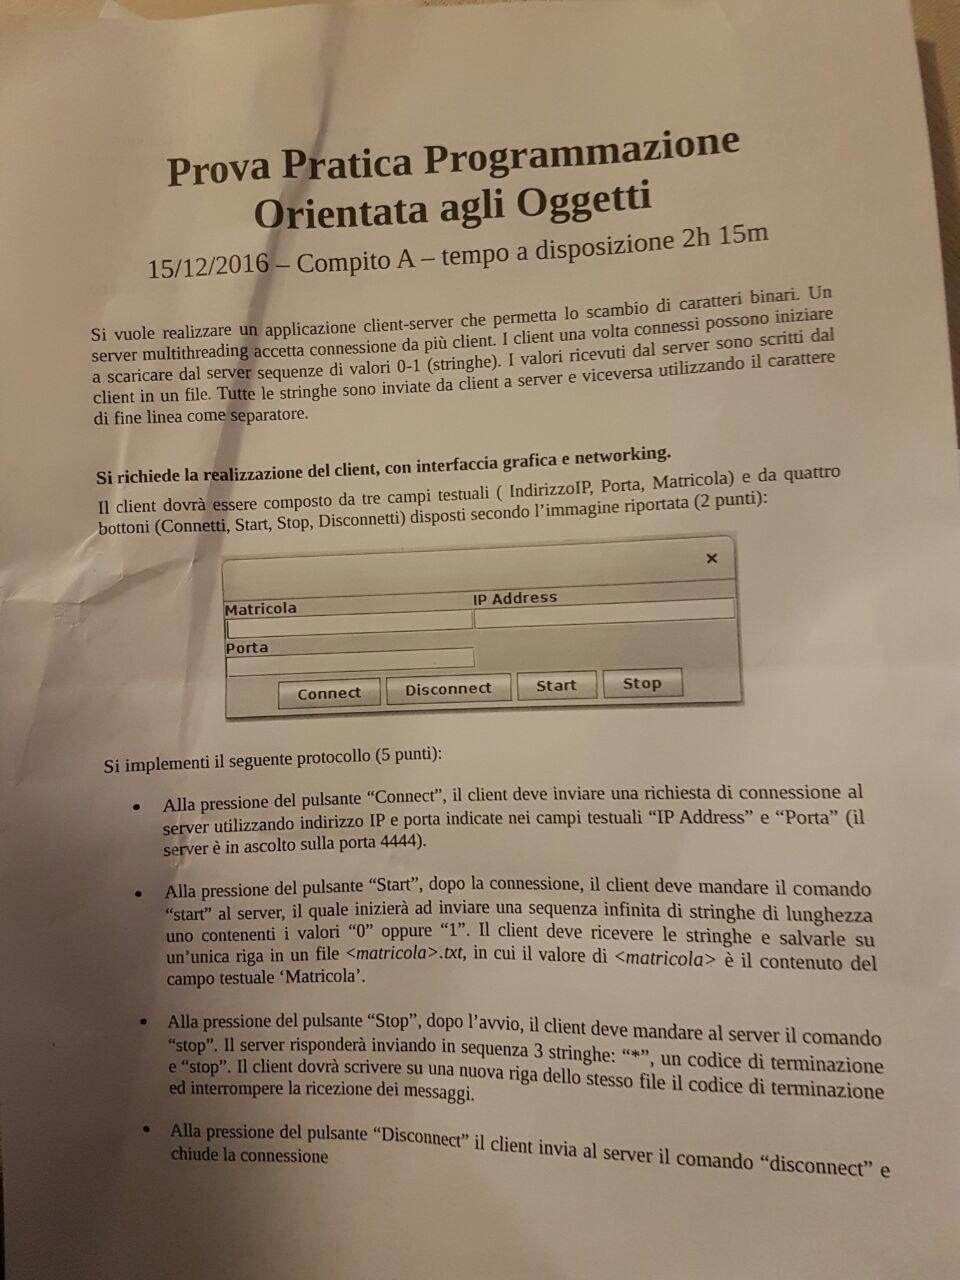 Prova Pratica Programmazione
Orientata agli Oggetti
15/12/2016 – Compito A – tempo a disposizione 2h 15m
Si vuole realizzare un applicazione client-server che permetta lo scambio di caratteri binari. Un
server multithreading accetta connessione da più client. I client una volta connessi possono iniziare
a scaricare dal server sequenze di valori 0-1 (stringhe). I valori ricevuti dal server sono scritti dal
client in un file. Tutte le stringhe sono inviate da client a server e viceversa utilizzando il carattere
di fine linea come separatore.
Si richiede la realizzazione del client, con interfaccia grafica e networking.
Il client dovrà essere composto da tre campi testuali ( IndirizzoIP, Porta, Matricola) e da quattro
bottoni (Connetti, Start, Stop, Disconnetti) disposti secondo l’immagine riportata (2 punti):
×
Matricola IP Address
Porta
Connect Disconnect Start Stop
Si implementi il seguente protocollo (5 punti):
• Alla pressione del pulsante “Connect”, il client deve inviare una richiesta di connessione al
server utilizzando indirizzo IP e porta indicate nei campi testuali “IP Address” e “Porta” (il
server è in ascolto sulla porta 4444).
• Alla pressione del pulsante “Start”, dopo la connessione, il client deve mandare il comando
“start” al server, il quale inizierà ad inviare una sequenza infinita di stringhe di lunghezza
uno contenenti i valori “0” oppure “1”. Il client deve ricevere le stringhe e salvarle su
un’unica riga in un file <matricola>.txt, in cui il valore di <matricola> è il contenuto del
campo testuale ‘Matricola’.
• Alla pressione del pulsante “Stop”, dopo l’avvio, il client deve mandare al server il comando
“stop”. Il server risponderà inviando in sequenza 3 stringhe: “*”, un codice di terminazione
e “stop”. Il client dovrà scrivere su una nuova riga dello stesso file il codice di terminazione
ed interrompere la ricezione dei messaggi.
• Alla pressione del pulsante “Disconnect” il client invia al server il comando “disconnect” e
chiude la connessione